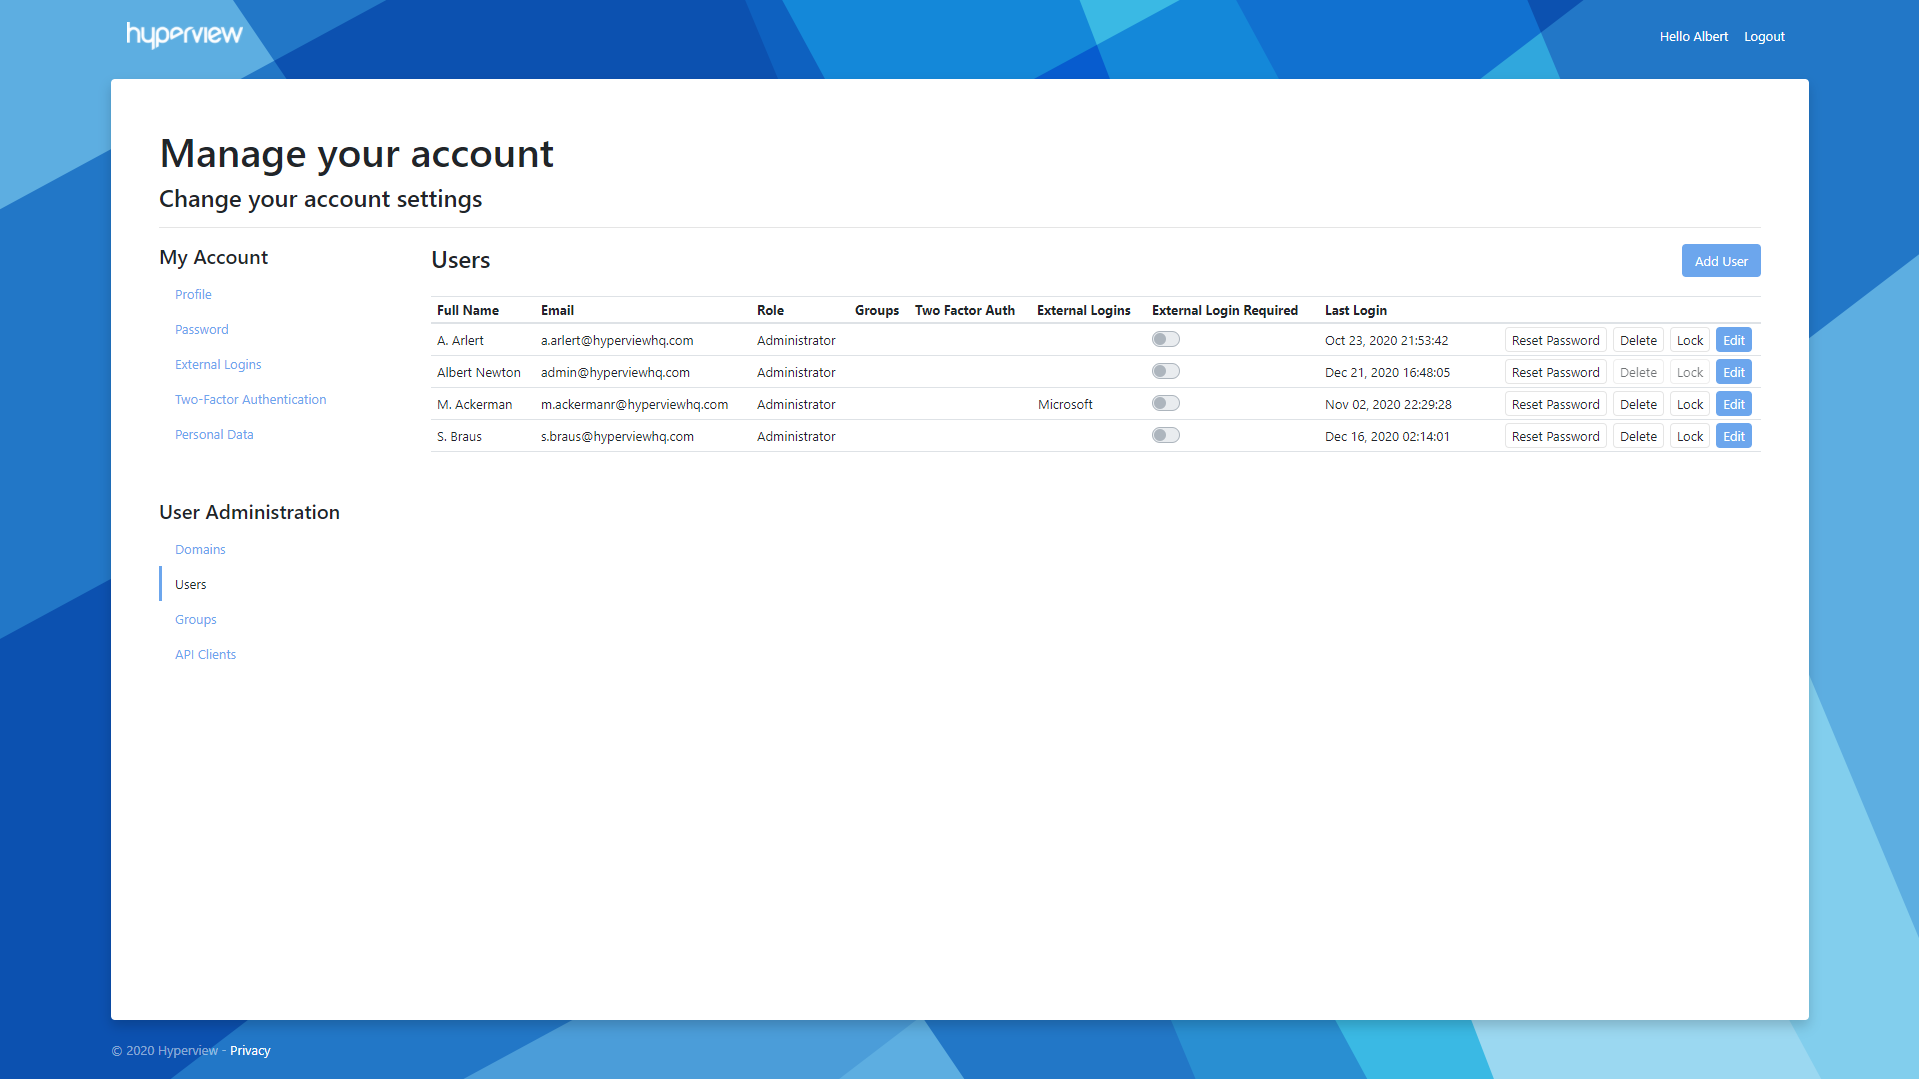 hyperview
Hello Albert Logout
Manage your account
Change your account settings
My Account
Profile
Password
External Logins
Two-Factor Authentication
Personal Data
User Administration
Domains
Users
Groups
API Clients
Users
Add User
Full Name Email Role Groups Two Factor Auth External Logins External Login Required Last Login
A. Arlert a.arlert@hyperviewhq.com Administrator Oct 23, 2020 21:53:42 Reset Password Delete Lock Edit
Albert Newton admin@hyperviewhq.com Administrator Dec 21, 2020 16:48:05 Reset Password Delete Lock Edit
M. Ackerman m.ackermanr@hyperviewhq.com Administrator Microsoft Nov 02, 2020 22:29:28 Reset Password Delete Lock Edit
S. Braus s.braus@hyperviewhq.com Administrator Dec 16, 2020 02:14:01 Reset Password Delete Lock Edit
© 2020 Hyperview - Privacy